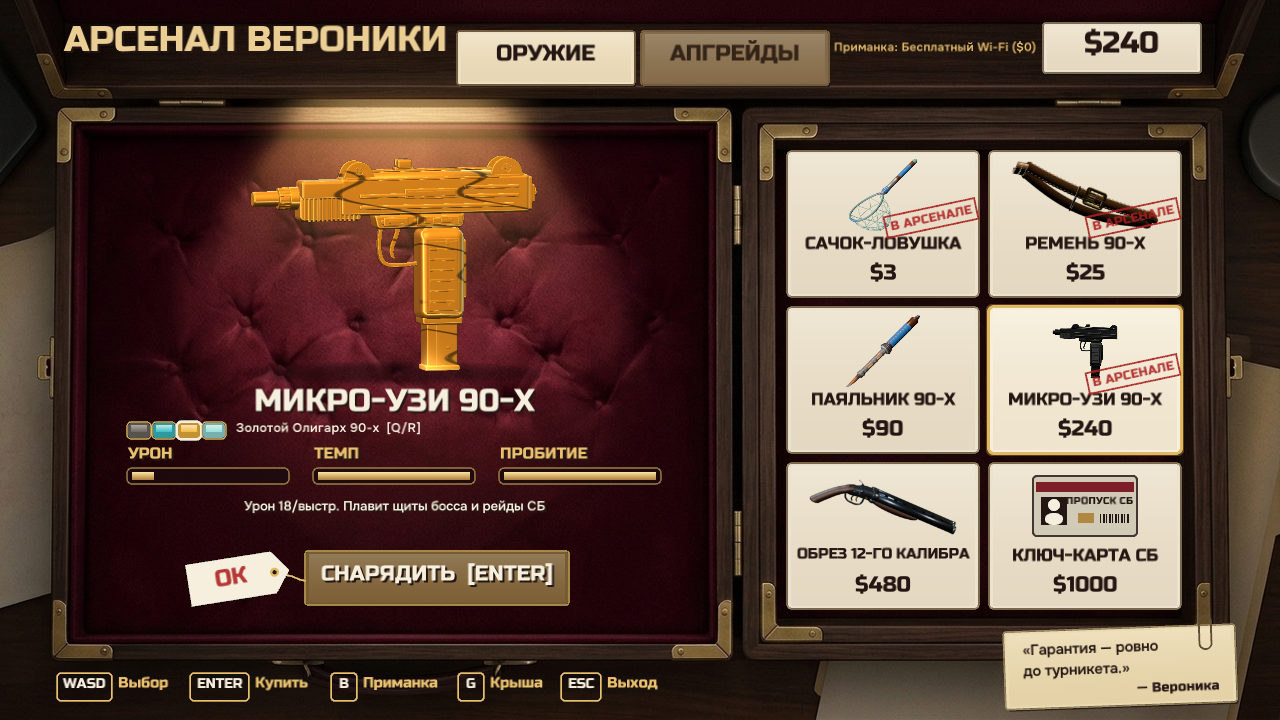 АРСЕНАЛ ВЕРОНИКИ
ОРУЖИЕ
АПГРЕЙДЫ
Приманка: Бесплатный Wi-Fi ($0)
$240
МИКРО-УЗИ 90-Х
Золотой Олигарх 90-х [Q/R]
УРОН
ТЕМП
ПРОБИТИЕ
Урон 18/выстр. Плавит щиты босса и рейды СБ
ОК
СНАРЯДИТЬ [ENTER]
В АРСЕНАЛЕ
САЧОК-ЛОВУШКА
$3
В АРСЕНАЛЕ
РЕМЕНЬ 90-Х
$25
ПАЯЛЬНИК 90-Х
$90
В АРСЕНАЛЕ
МИКРО-УЗИ 90-Х
$240
ОБРЕЗ 12-ГО КАЛИБРА
$480
ПРОПУСК СБ
КЛЮЧ-КАРТА СБ
$1000
«Гарантия — ровно
до турникета.»
— Вероника
WASD Выбор
ENTER Купить
B Приманка
G Крыша
ESC Выход